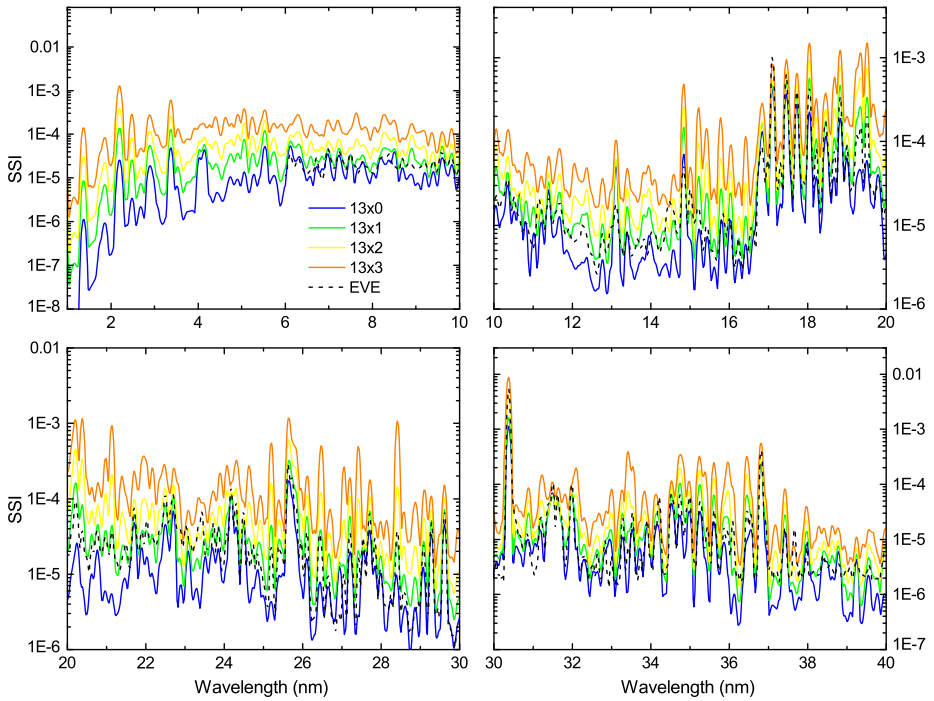 SSI
0.01
1E-3
1E-4
1E-5
1E-6
1E-7
1E-8
2 4 6 8 10
13x0
13x1
13x2
13x3
EVE
1E-3
1E-4
1E-5
1E-6
10 12 14 16 18 20
SSI
0.01
1E-3
1E-4
1E-5
1E-6
20 22 24 26 28 30
Wavelength (nm)
0.01
1E-3
1E-4
1E-5
1E-6
1E-7
30 32 34 36 38 40
Wavelength (nm)